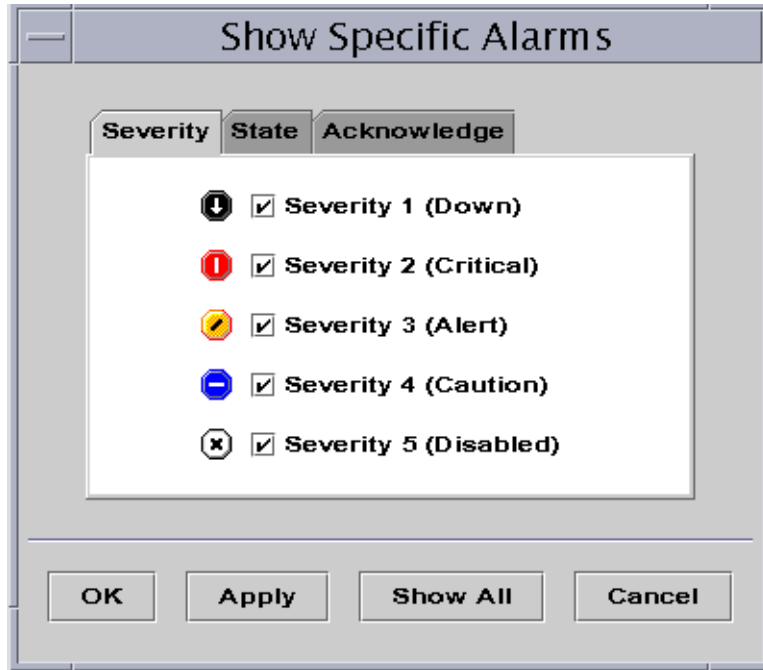 Show Specific Alarms
Severity State Acknowledge
Severity 1 (Down)
Severity 2 (Critical)
Severity 3 (Alert)
Severity 4 (Caution)
Severity 5 (Disabled)
OK Apply Show All Cancel